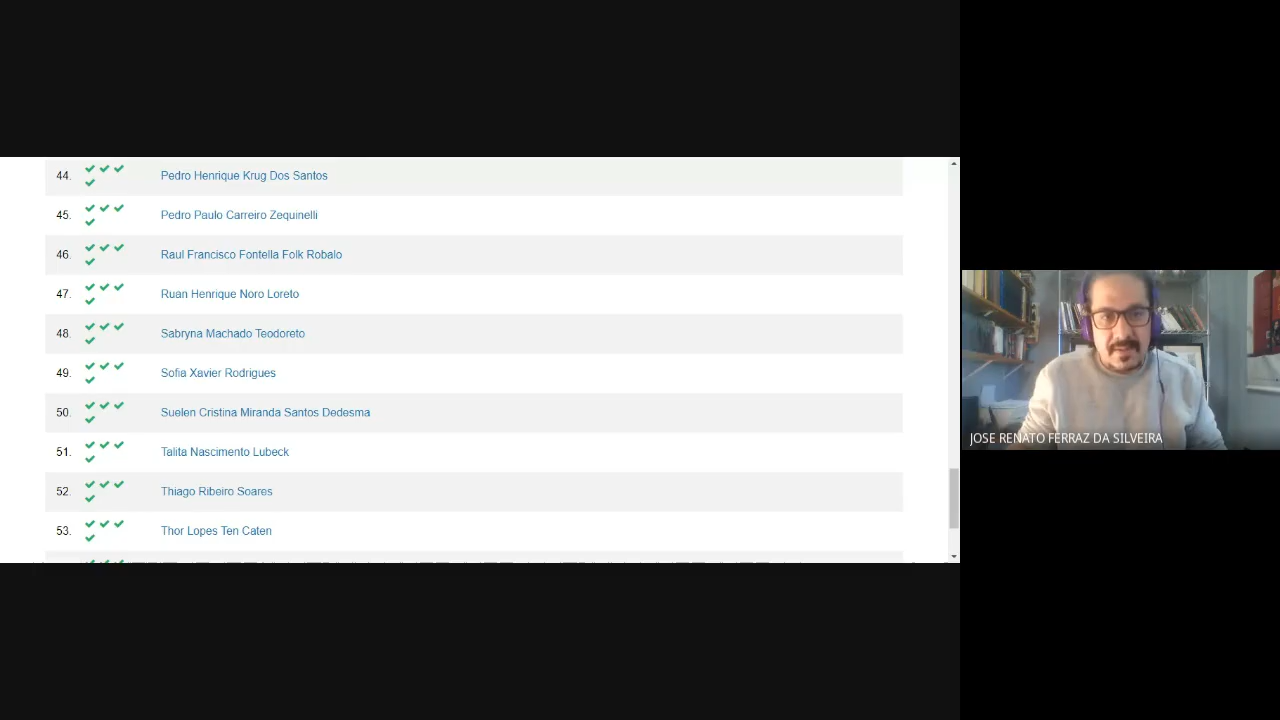 44. Pedro Henrique Krug Dos Santos
45. Pedro Paulo Carreiro Zequinelli
46. Raul Francisco Fontella Folk Robalo
47. Ruan Henrique Noro Loreto
48. Sabryna Machado Teodoreto
49. Sofia Xavier Rodrigues
50. Suelen Cristina Miranda Santos Dedesma
51. Talita Nascimento Lubeck
52. Thiago Ribeiro Soares
53. Thor Lopes Ten Caten
JOSE RENATO FERRAZ DA SILVEIRA